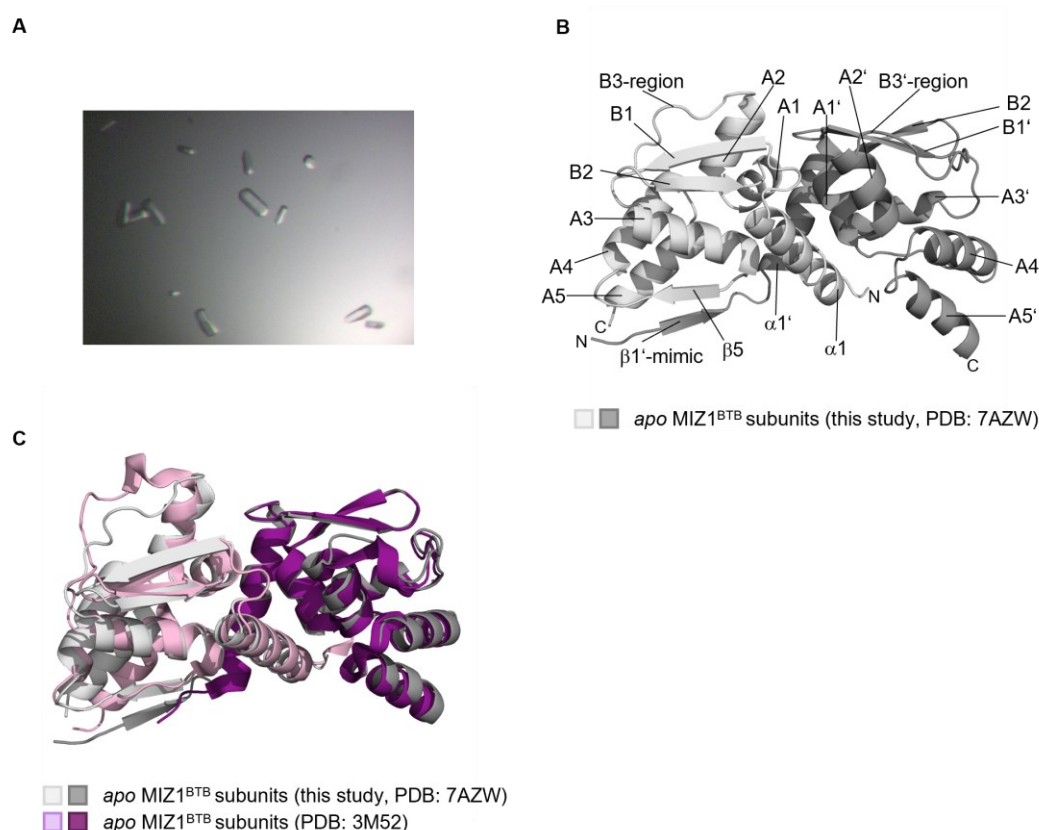 A
B
B3-region
A2
A2‘
B3‘-region
B1
A1
A1‘
B2
B1‘
B2
A3
A3‘
A4
A4
A5
A5‘
C
N
N
β1‘-mimic
β5
α1‘
α1
C
apo MIZ1BTB subunits (this study, PDB: 7AZW)
C
apo MIZ1BTB subunits (this study, PDB: 7AZW)
apo MIZ1BTB subunits (PDB: 3M52)